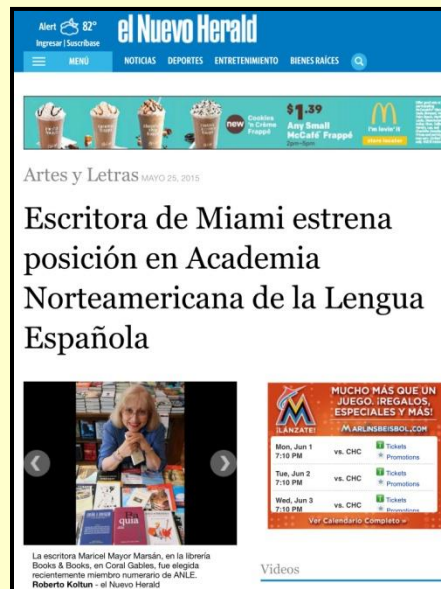 Alert 82°
Ingresar | Suscríbase
el Nuevo Herald
MENÚ
NOTICIAS DEPORTES ENTRETENIMIENTO BIENES RAÍCES
new
Cookies
'n Crème
Frappé
$1.39
Any Small
McCafé Frappé
2pm–5pm
i'm lovin' it
Artes y Letras MAYO 25, 2015
Escritora de Miami estrena
posición en Academia
Norteamericana de la Lengua
Española
La escritora Maricel Mayor Marsán, en la librería
Books & Books, en Coral Gables, fue elegida
recientemente miembro numerario de ANLE.
Roberto Koltun - el Nuevo Herald
¡LÁNZATE!
MUCHO MÁS QUE UN
JUEGO. ¡REGALOS,
ESPECIALES Y MÁS!
MARLINSBEISBOL.COM
Mon, Jun 1
7:10 PM
vs. CHC
Tickets
Promotions
Tue, Jun 2
7:10 PM
vs. CHC
Tickets
Promotions
Wed, Jun 3
7:10 PM
vs. CHC
Tickets
Promotions
Ver Calendario Completo »
Videos